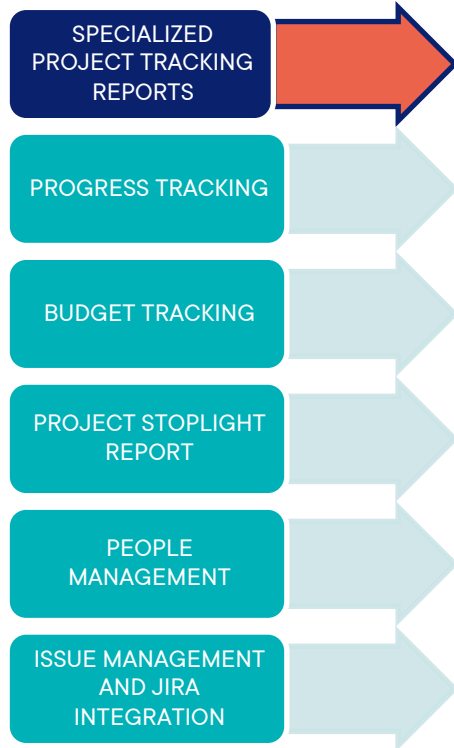 SPECIALIZED
PROJECT TRACKING
REPORTS
PROGRESS TRACKING
BUDGET TRACKING
PROJECT STOPLIGHT
REPORT
PEOPLE
MANAGEMENT
ISSUE MANAGEMENT
AND JIRA
INTEGRATION